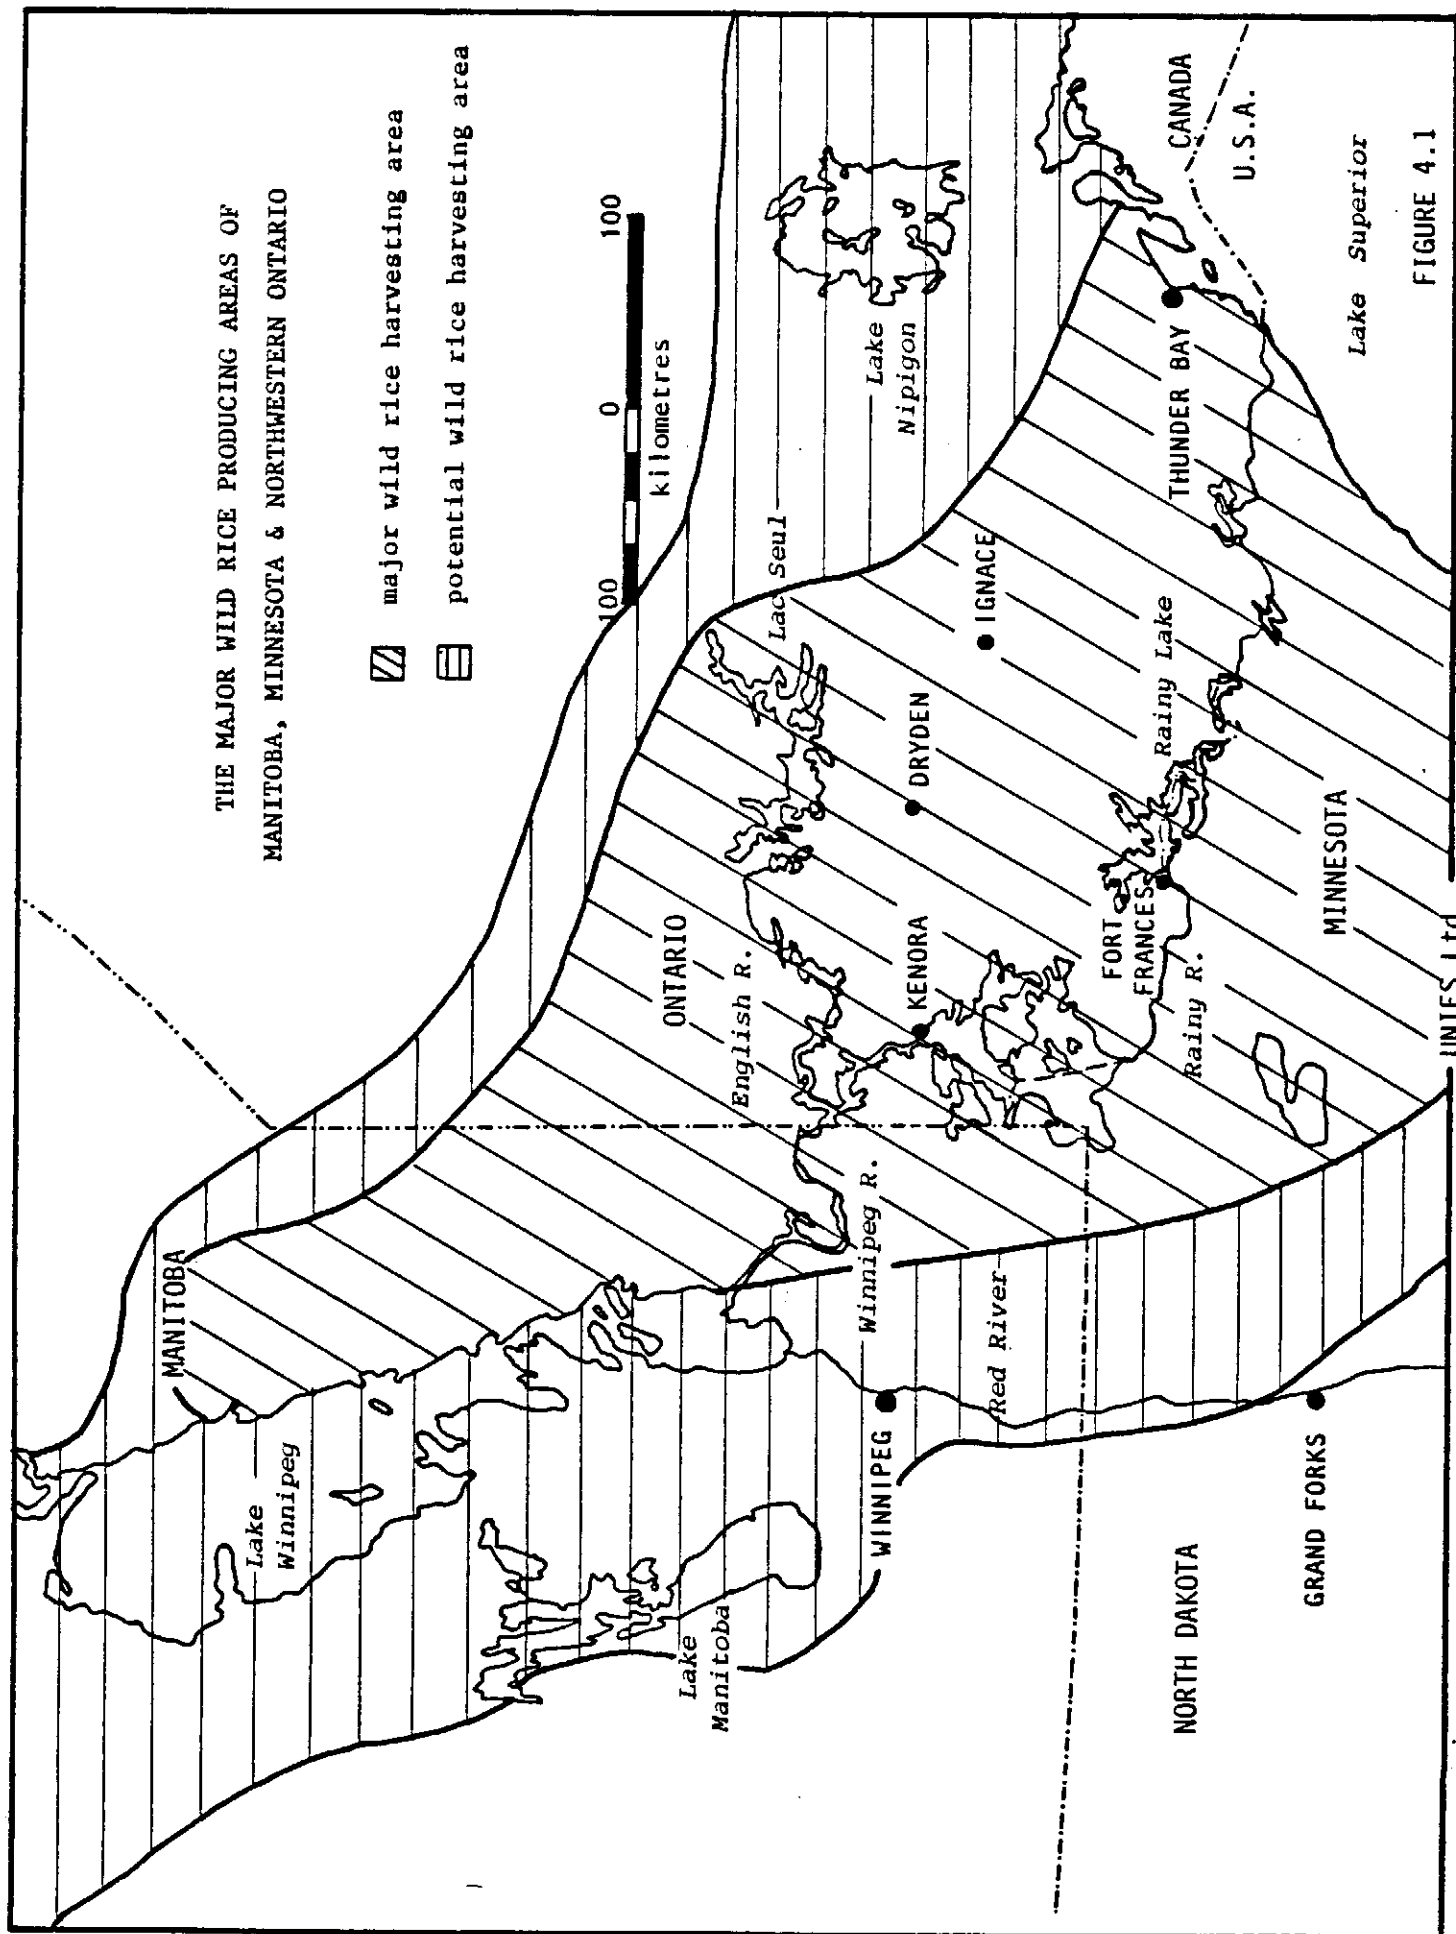 THE MAJOR WILD RICE PRODUCING AREAS OF
MANITOBA, MINNESOTA & NORTHWESTERN ONTARIO
major wild rice harvesting area
potential wild rice harvesting area
100 0 100
kilometres
MANITOBA
Lake
Winnipeg
Lake
Manitoba
ONTARIO
English R.
Lac Seul
Lake
Nipigon
WINNIPEG
Winnipeg R.
KENORA
DRYDEN
IGNACE
Red River
FORT
FRANCES
Rainy R.
Rainy Lake
THUNDER BAY
CANADA
U.S.A.
NORTH DAKOTA
GRAND FORKS
MINNESOTA
Lake Superior
FIGURE 4.1
UNIES Ltd